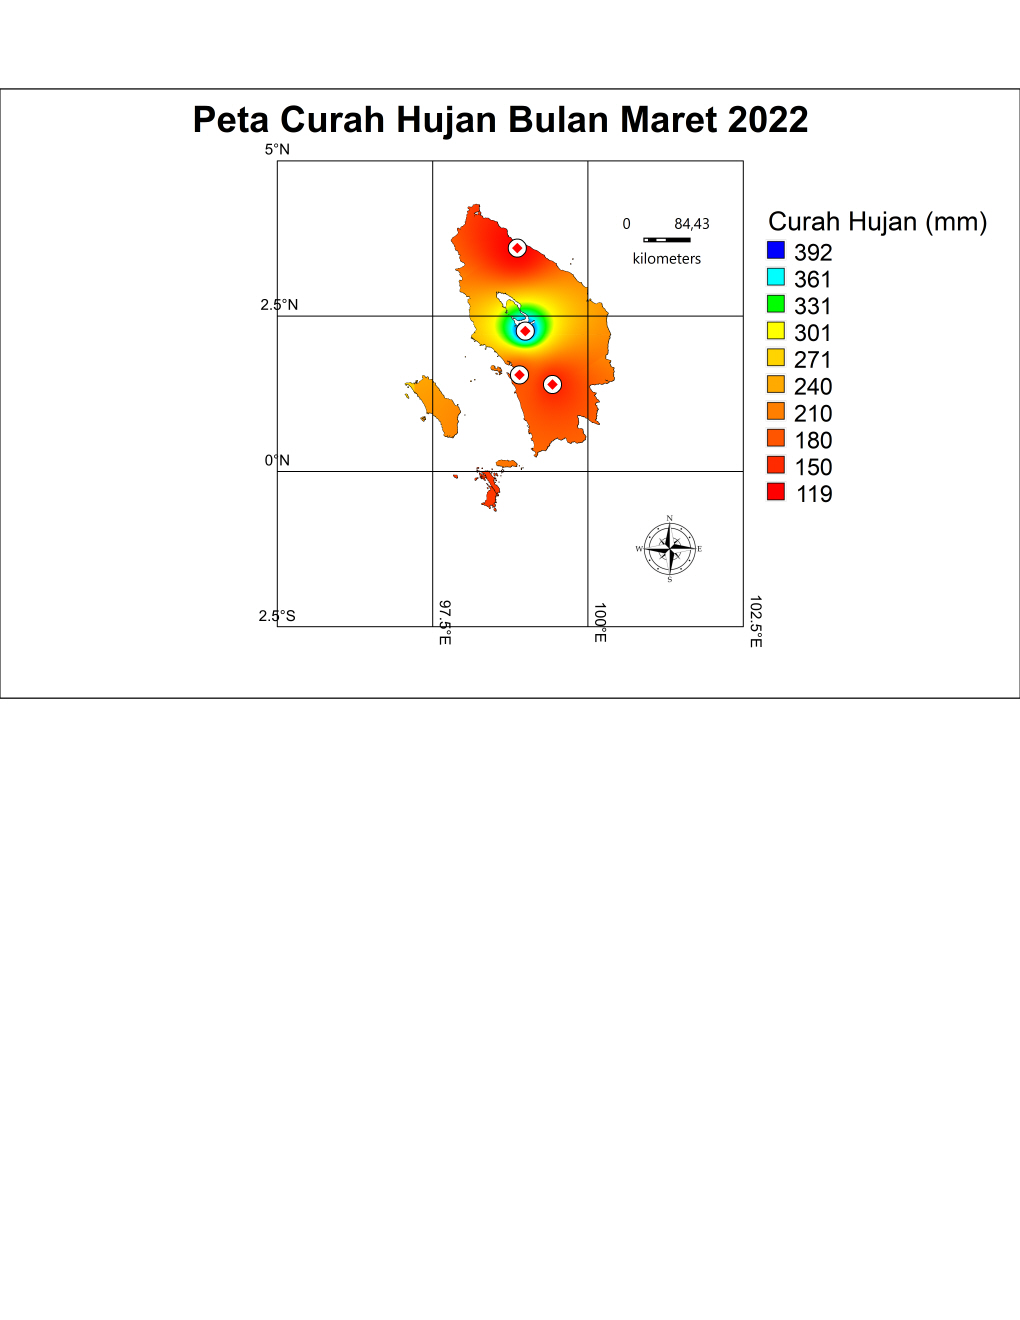 Peta Curah Hujan Bulan Maret 2022
5°N
0 84,43
kilometers
Curah Hujan (mm)
392
361
331
301
271
240
210
180
150
119
2.5°N
0°N
2.5°S
97.5°E
100°E
102.5°E
N
W
E
S